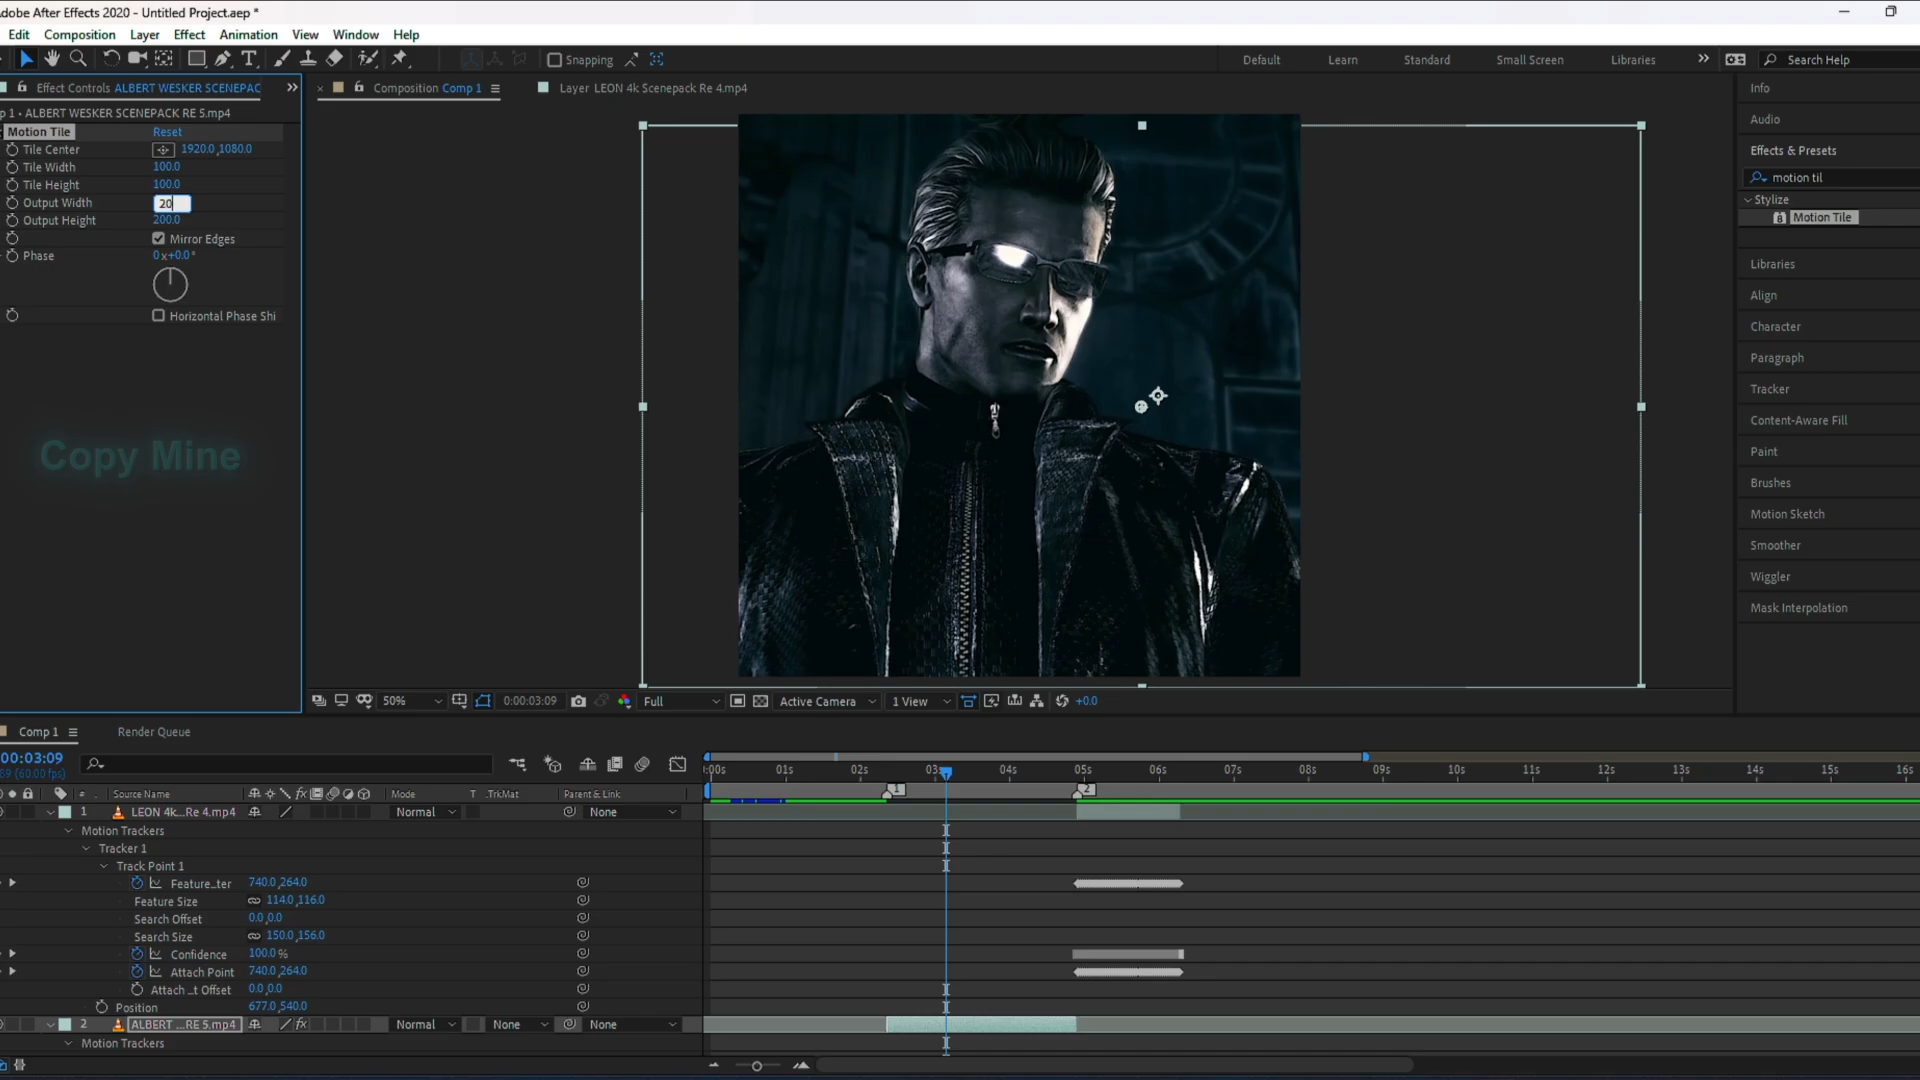 Adobe After Effects 2020 - Untitled Project.aep *
Edit Composition Layer Effect Animation View Window Help
Snapping
Default Learn Standard Small Screen Libraries
Search Help
Effect Controls ALBERT WESKER SCENEPAC
Composition Comp 1
Layer LEON 4k Scenepack Re 4.mp4
p 1 • ALBERT WESKER SCENEPACK RE 5.mp4
Motion Tile Reset
Tile Center 1920.0,1080.0
Tile Width 100.0
Tile Height 100.0
Output Width 20
Output Height 200.0
Mirror Edges
Phase 0x+0.0°
Horizontal Phase Shi
Copy Mine
Info
Audio
Effects & Presets
motion til
Stylize
Motion Tile
Libraries
Align
Character
Paragraph
Tracker
Content-Aware Fill
Paint
Brushes
Motion Sketch
Smoother
Wiggler
Mask Interpolation
50% 0:00:03:09 Full Active Camera 1 View +0.0
Comp 1 Render Queue
00:03:09
89 (60.00 fps)
:00s 01s 02s 03s 04s 05s 06s 07s 08s 09s 10s 11s 12s 13s 14s 15s 16s
1 2
# Source Name Mode T .TrkMat Parent & Link
1 LEON 4k...Re 4.mp4 Normal None
Motion Trackers
Tracker 1
Track Point 1
Feature...ter 740.0,264.0
Feature Size 114.0,116.0
Search Offset 0.0,0.0
Search Size 150.0,156.0
Confidence 100.0 %
Attach Point 740.0,264.0
Attach ...t Offset 0.0,0.0
Position 677.0,540.0
2 ALBERT ...RE 5.mp4 Normal None None
Motion Trackers